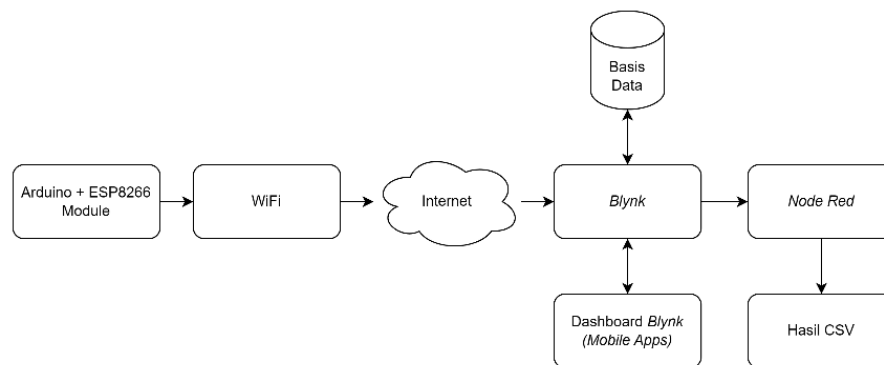 Basis
Data
Arduino + ESP8266
Module
WiFi
Internet
Blynk
Node Red
Dashboard Blynk
(Mobile Apps)
Hasil CSV